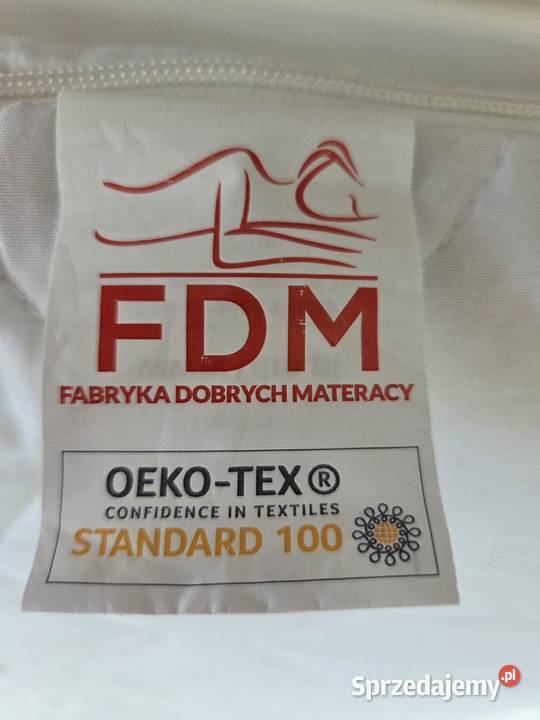 FDM
FABRYKA DOBRYCH MATERACY
OEKO-TEX®
CONFIDENCE IN TEXTILES
STANDARD 100
Sprzedajemy.pl